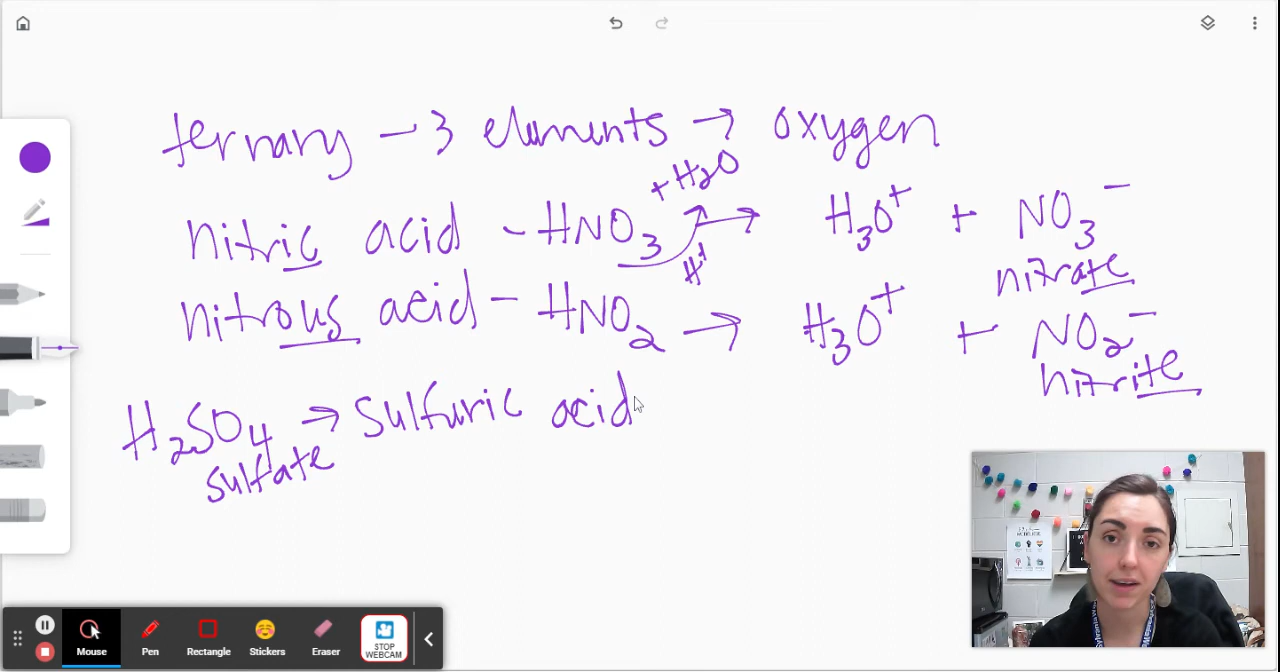 ternary - 3 elements → oxygen
+ H₂O
nitric acid - HNO₃ → H₃O⁺ + NO₃⁻
H⁺
nitrate
nitrous acid - HNO₂ → H₃O⁺ + NO₂⁻
nitrite
H₂SO₄ → sulfuric acid
sulfate
Mouse
Pen
Rectangle
Stickers
Eraser
STOP
WEBCAM